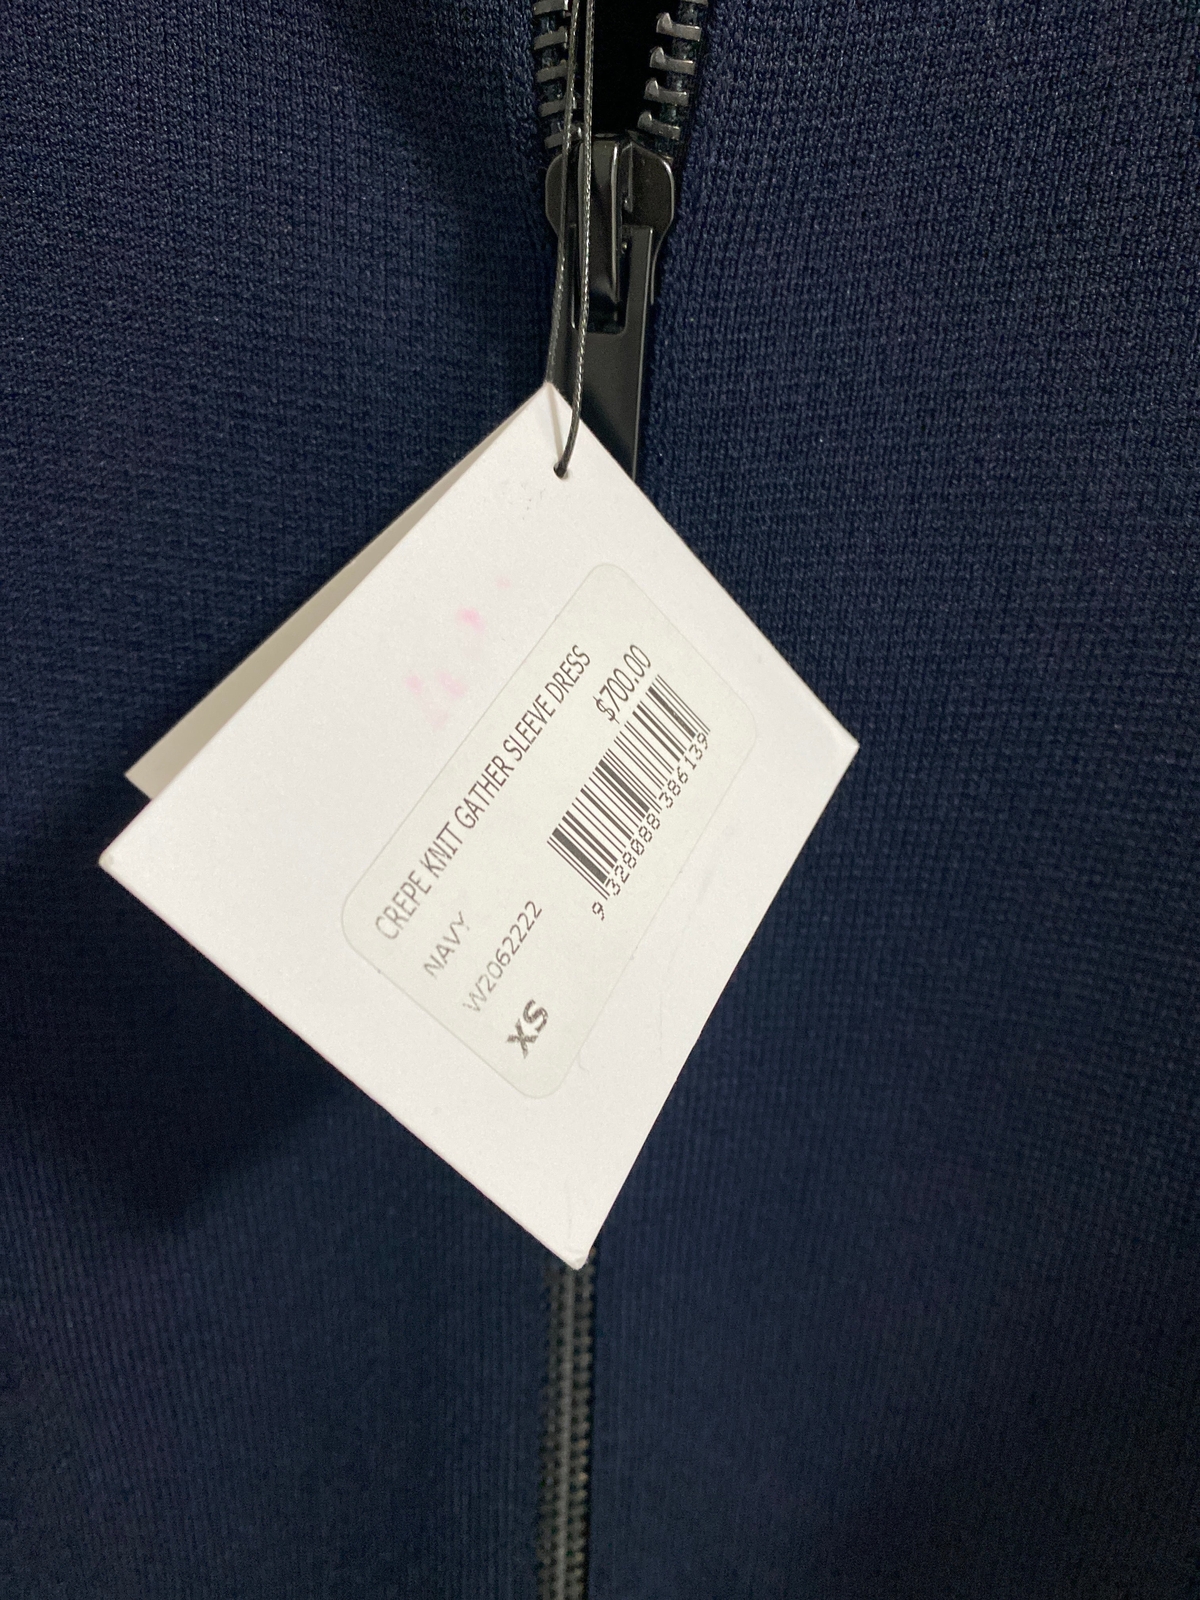 CREPE KNIT GATHER SLEEVE DRESS
NAVY
$700.00
W2062222
XS
9 328088 386139